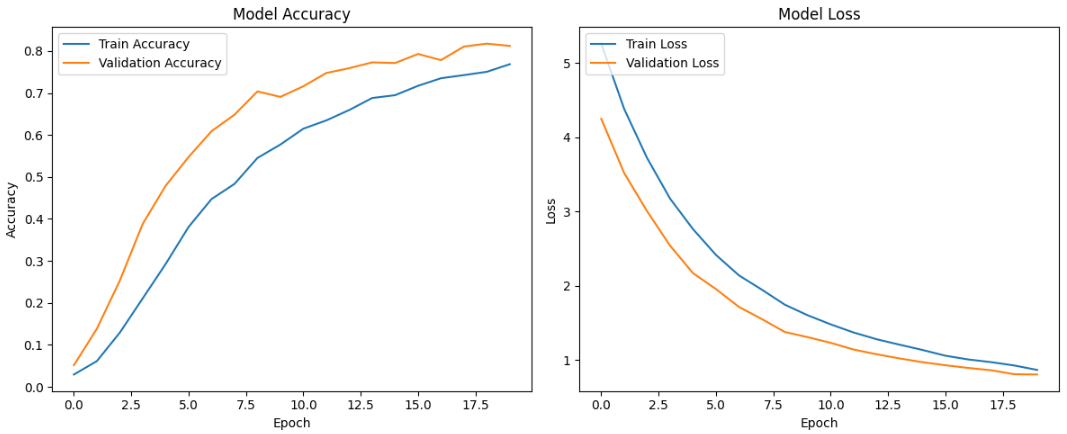 Model Accuracy
Train Accuracy
Validation Accuracy
Accuracy
0.8
0.7
0.6
0.5
0.4
0.3
0.2
0.1
0.0
0.0 2.5 5.0 7.5 10.0 12.5 15.0 17.5
Epoch
Model Loss
Train Loss
Validation Loss
Loss
5
4
3
2
1
0.0 2.5 5.0 7.5 10.0 12.5 15.0 17.5
Epoch